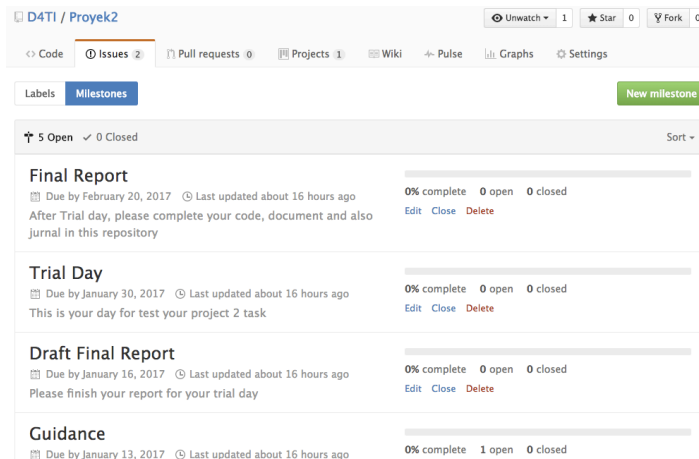 D4TI / Proyek2
Unwatch 1 Star 0 Fork 0
Code Issues 2 Pull requests 0 Projects 1 Wiki Pulse Graphs Settings
Labels Milestones New milestone
5 Open 0 Closed Sort
Final Report
Due by February 20, 2017 Last updated about 16 hours ago
After Trial day, please complete your code, document and also
jurnal in this repository
0% complete 0 open 0 closed
Edit Close Delete
Trial Day
Due by January 30, 2017 Last updated about 16 hours ago
This is your day for test your project 2 task
0% complete 0 open 0 closed
Edit Close Delete
Draft Final Report
Due by January 16, 2017 Last updated about 16 hours ago
Please finish your report for your trial day
0% complete 0 open 0 closed
Edit Close Delete
Guidance
Due by January 13, 2017 Last updated about 16 hours ago
0% complete 1 open 0 closed